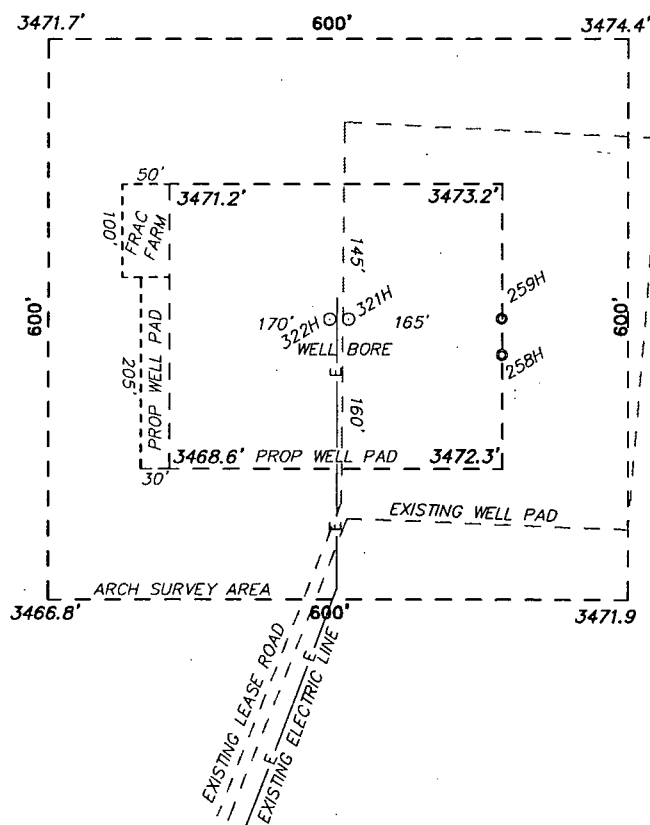 3471.7'
600'
3474.4'
50'
3471.2'
3473.2'
100'
FRAC
FARM
145'
259H
600'
170'
322H
321H
165'
600'
WELL BORE
258H
E
205'
PROP WELL PAD
160'
3468.6'
PROP WELL PAD
3472.3'
30'
EXISTING WELL PAD
E
ARCH SURVEY AREA
3466.8'
600'
3471.9
EXISTING LEASE ROAD
E
E
EXISTING ELECTRIC LINE